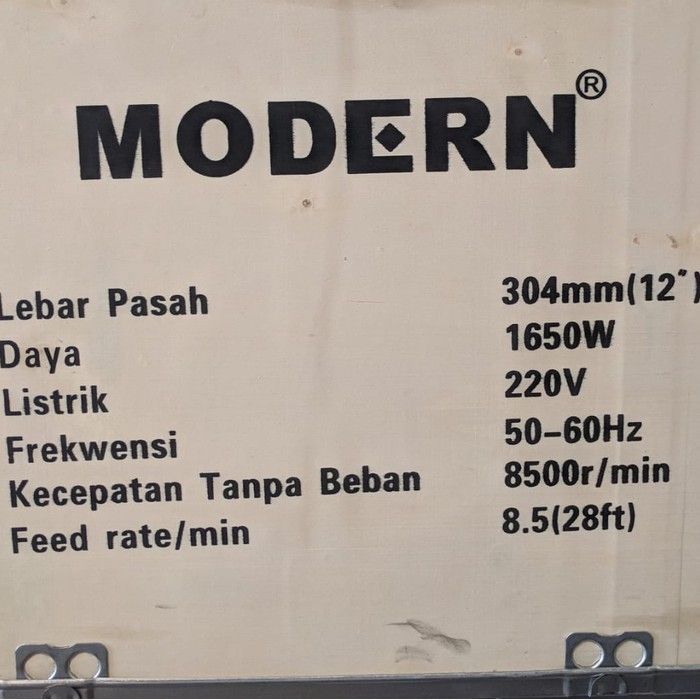 MODERN®
Lebar Pasah 304mm(12")
Daya 1650W
Listrik 220V
Frekwensi 50-60Hz
Kecepatan Tanpa Beban 8500r/min
Feed rate/min 8.5(28ft)